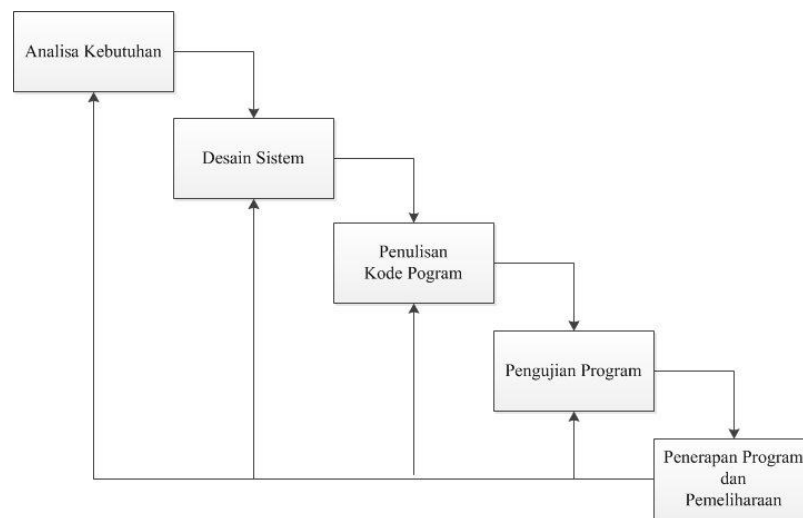 Analisa Kebutuhan
Desain Sistem
Penulisan
Kode Pogram
Pengujian Program
Penerapan Program
dan
Pemeliharaan